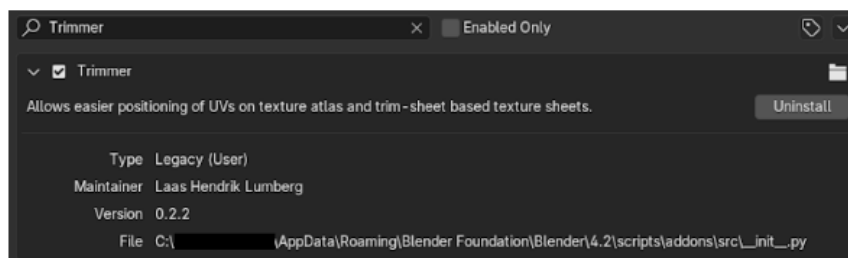 Trimmer Enabled Only
Trimmer
Allows easier positioning of UVs on texture atlas and trim-sheet based texture sheets. Uninstall
Type Legacy (User)
Maintainer Laas Hendrik Lumberg
Version 0.2.2
File C:\ \AppData\Roaming\Blender Foundation\Blender\4.2\scripts\addons\src\__init__.py